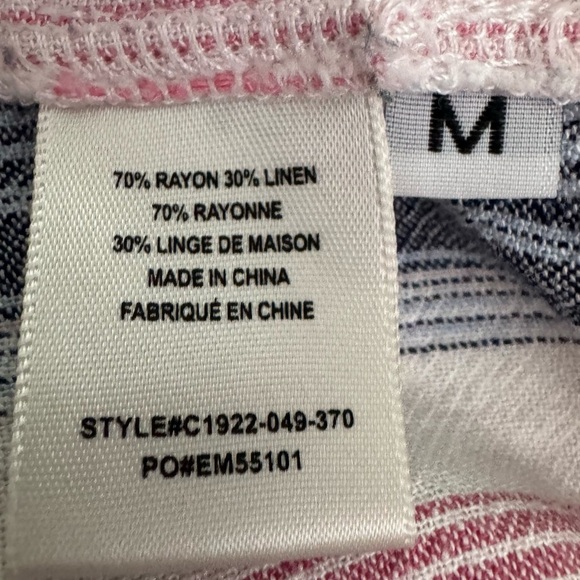 M
70% RAYON 30% LINEN
70% RAYONNE
30% LINGE DE MAISON
MADE IN CHINA
FABRIQUÉ EN CHINE
STYLE#C1922-049-370
PO#EM55101